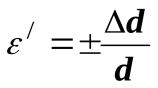 ε′ = ± Δd / d